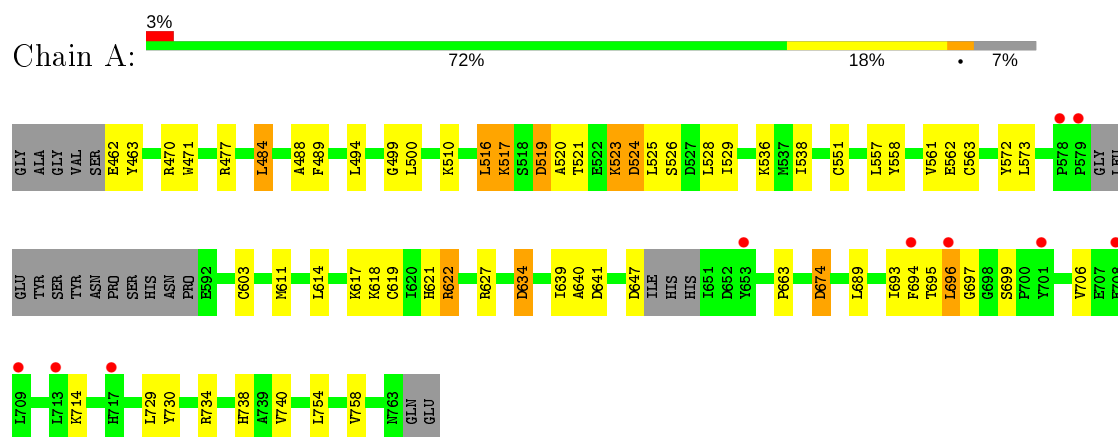 3%
Chain A:
72% 18% • 7%
GLY ALA GLY VAL SER E462 Y463 R470 W471 R477 L484 A488 F489 L494 G499 L500 K510 L516 K517 S518 D519 A520 T521 E522 K523 D524 L525 S526 D527 L528 I529 K536 M537 I538 C551 L557 Y558 V561 E562 C563 Y572 L573 P578 P579 GLY LEU
GLU TYR SER TYR ASN PRO SER HIS ASN PRO E592 C603 M611 L614 K617 K618 C619 I620 H621 R622 R627 D634 I639 A640 D641 D647 ILE HIS HIS I651 D652 Y653 P663 D674 L689 I693 F694 T695 L696 G697 G698 S699 P700 Y701 V706 E707 E708
L709 L713 K714 H717 L729 Y730 R734 H738 A739 V740 L754 V758 N763 GLN GLU